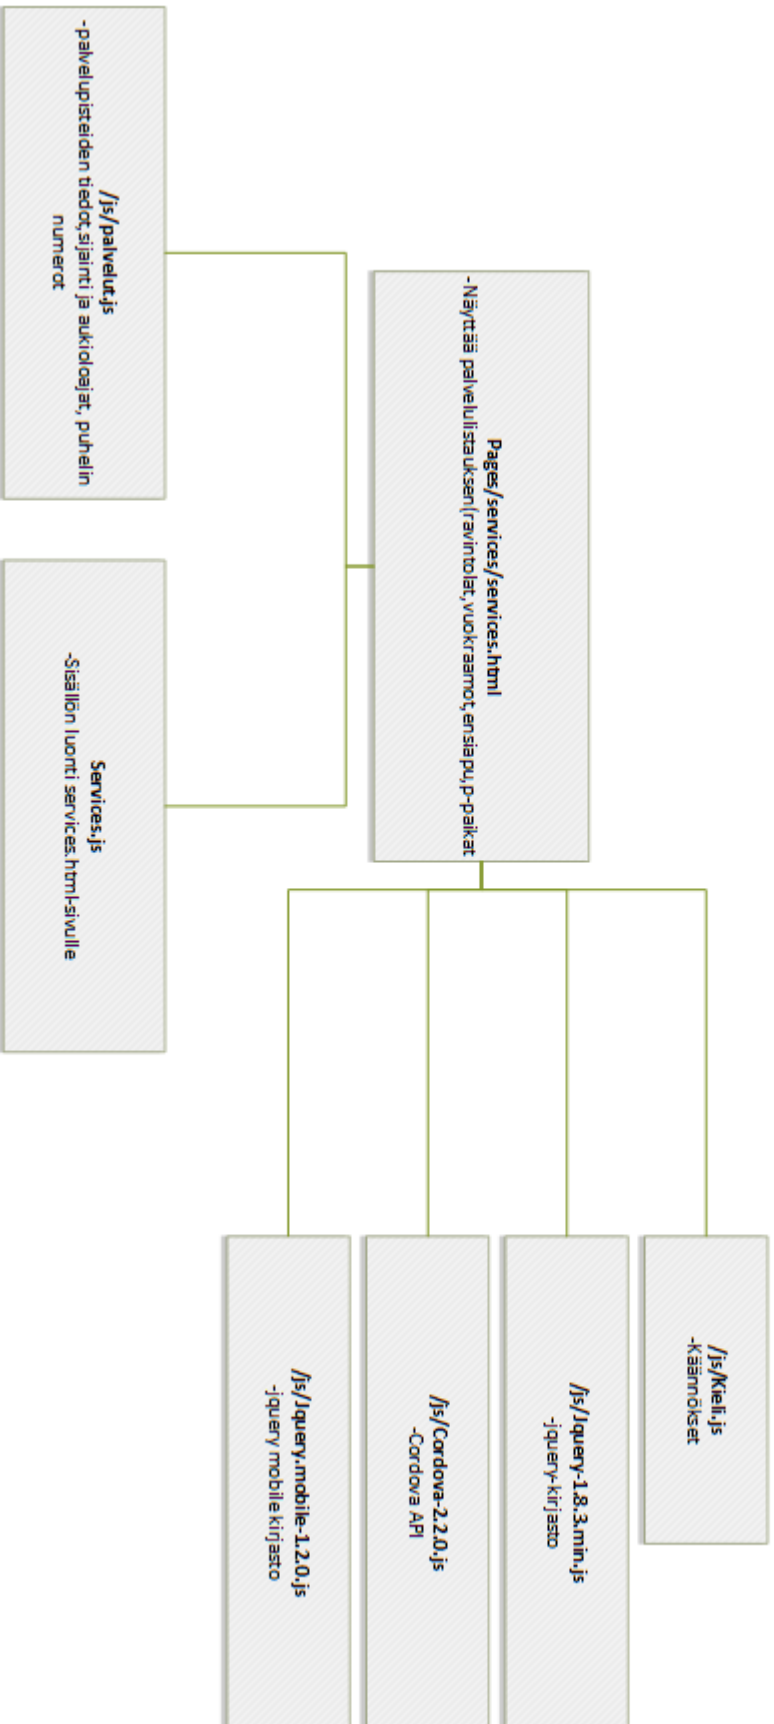 Pages/services/services.html
-Näyttää palvelulistauksen(ravintolat,vuokraamot,ensiapu,p-paikat
/js/Kieli.js
-Käännökset
/js/Jquery-1.8.3.min.js
-jquery-kirjasto
/js/Cordova-2.2.0.js
-Cordova API
/js/Jquery.mobile-1.2.0.js
-jquery mobile kirjasto
/js/palvelut.js
-palvelupisteiden tiedot,sijainti ja aukioloajat, puhelin
numerot
Services.js
-Sisällön luonti services.html-sivulle